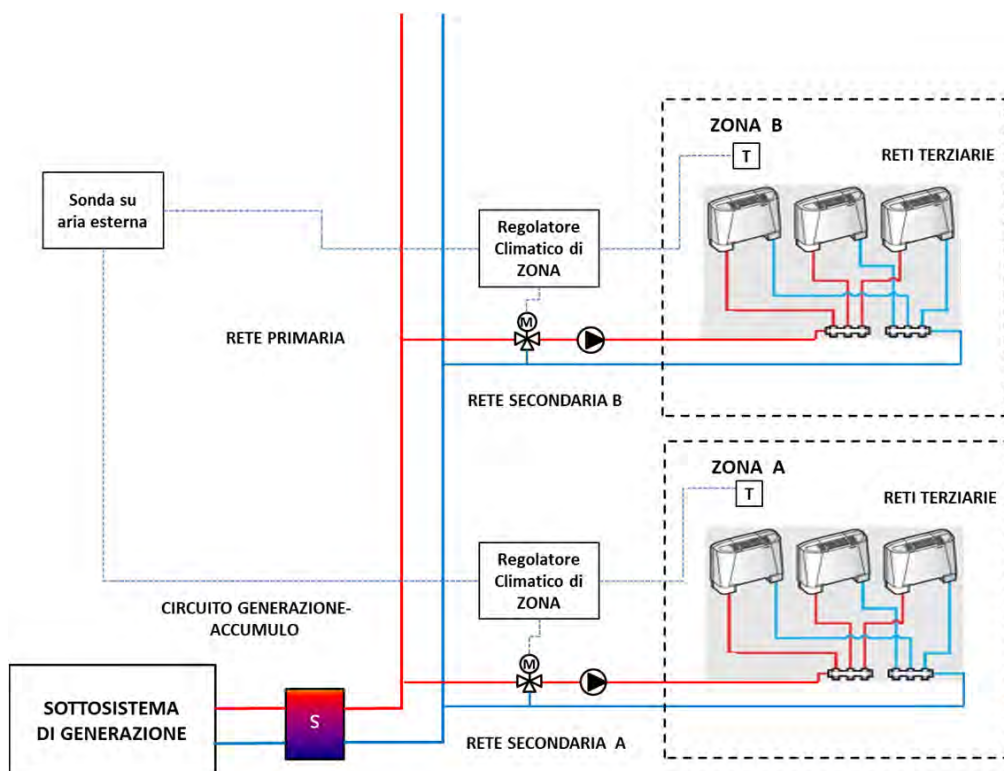 ZONA B
T
RETI TERZIARIE
Sonda su
aria esterna
Regolatore
Climatico di
ZONA
M
RETE PRIMARIA
RETE SECONDARIA B
ZONA A
T
RETI TERZIARIE
Regolatore
Climatico di
ZONA
CIRCUITO GENERAZIONE-
ACCUMULO
M
SOTTOSISTEMA
DI GENERAZIONE
S
RETE SECONDARIA A